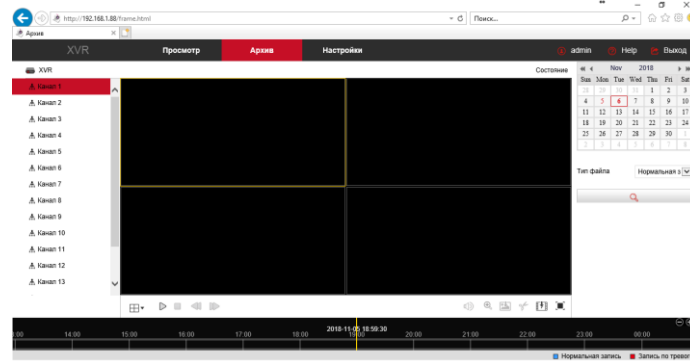 http://192.168.1.88/frame.html
Поиск...
Архив
XVR
Просмотр
Архив
Настройки
admin
Help
Выход
XVR
Состояние
Канал 1
Канал 2
Канал 3
Канал 4
Канал 5
Канал 6
Канал 7
Канал 8
Канал 9
Канал 10
Канал 11
Канал 12
Канал 13
Nov 2018
Sun Mon Tue Wed Thu Fri Sat
28 29 30 31 1 2 3
4 5 6 7 8 9 10
11 12 13 14 15 16 17
18 19 20 21 22 23 24
25 26 27 28 29 30 1
2 3 4 5 6 7 8
Тип файла
Нормальная з
2018-11-05 18:59:30
:00 14:00 15:00 16:00 17:00 18:00 19:00 20:00 21:00 22:00 23:00 00:00
Нормальная запись
Запись по тревог